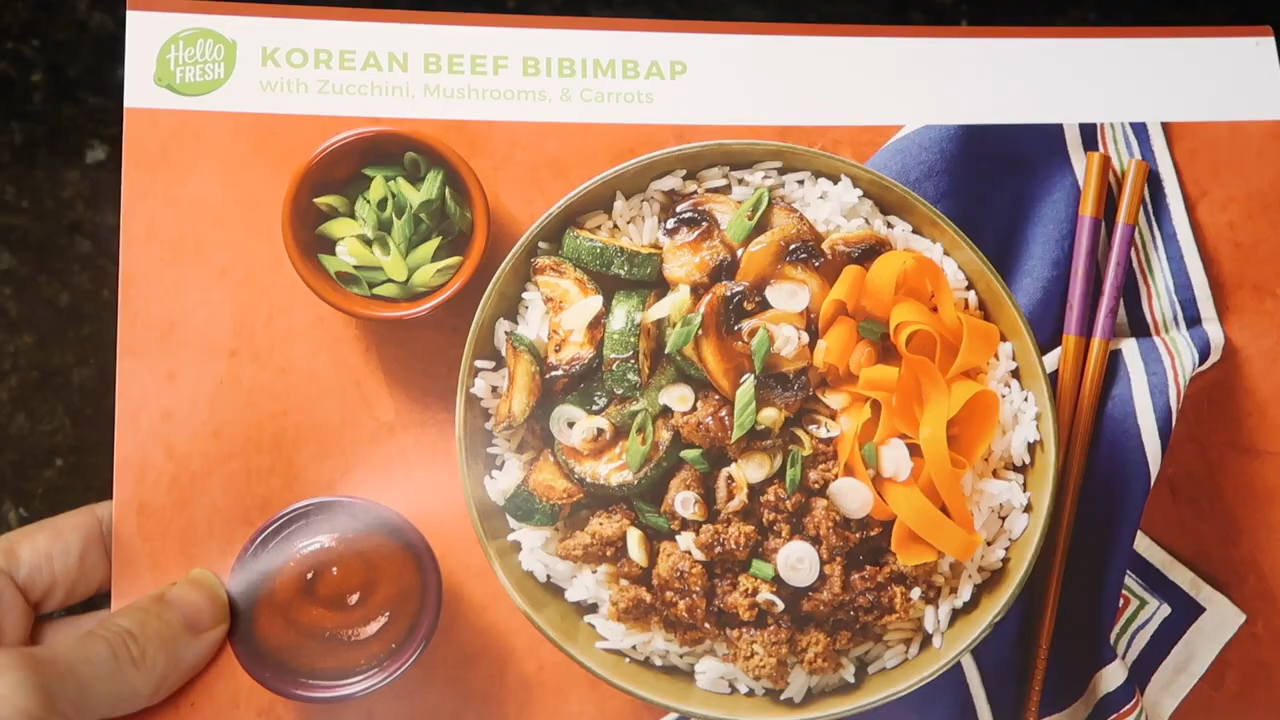 Hello
FRESH
KOREAN BEEF BIBIMBAP
with Zucchini, Mushrooms, & Carrots